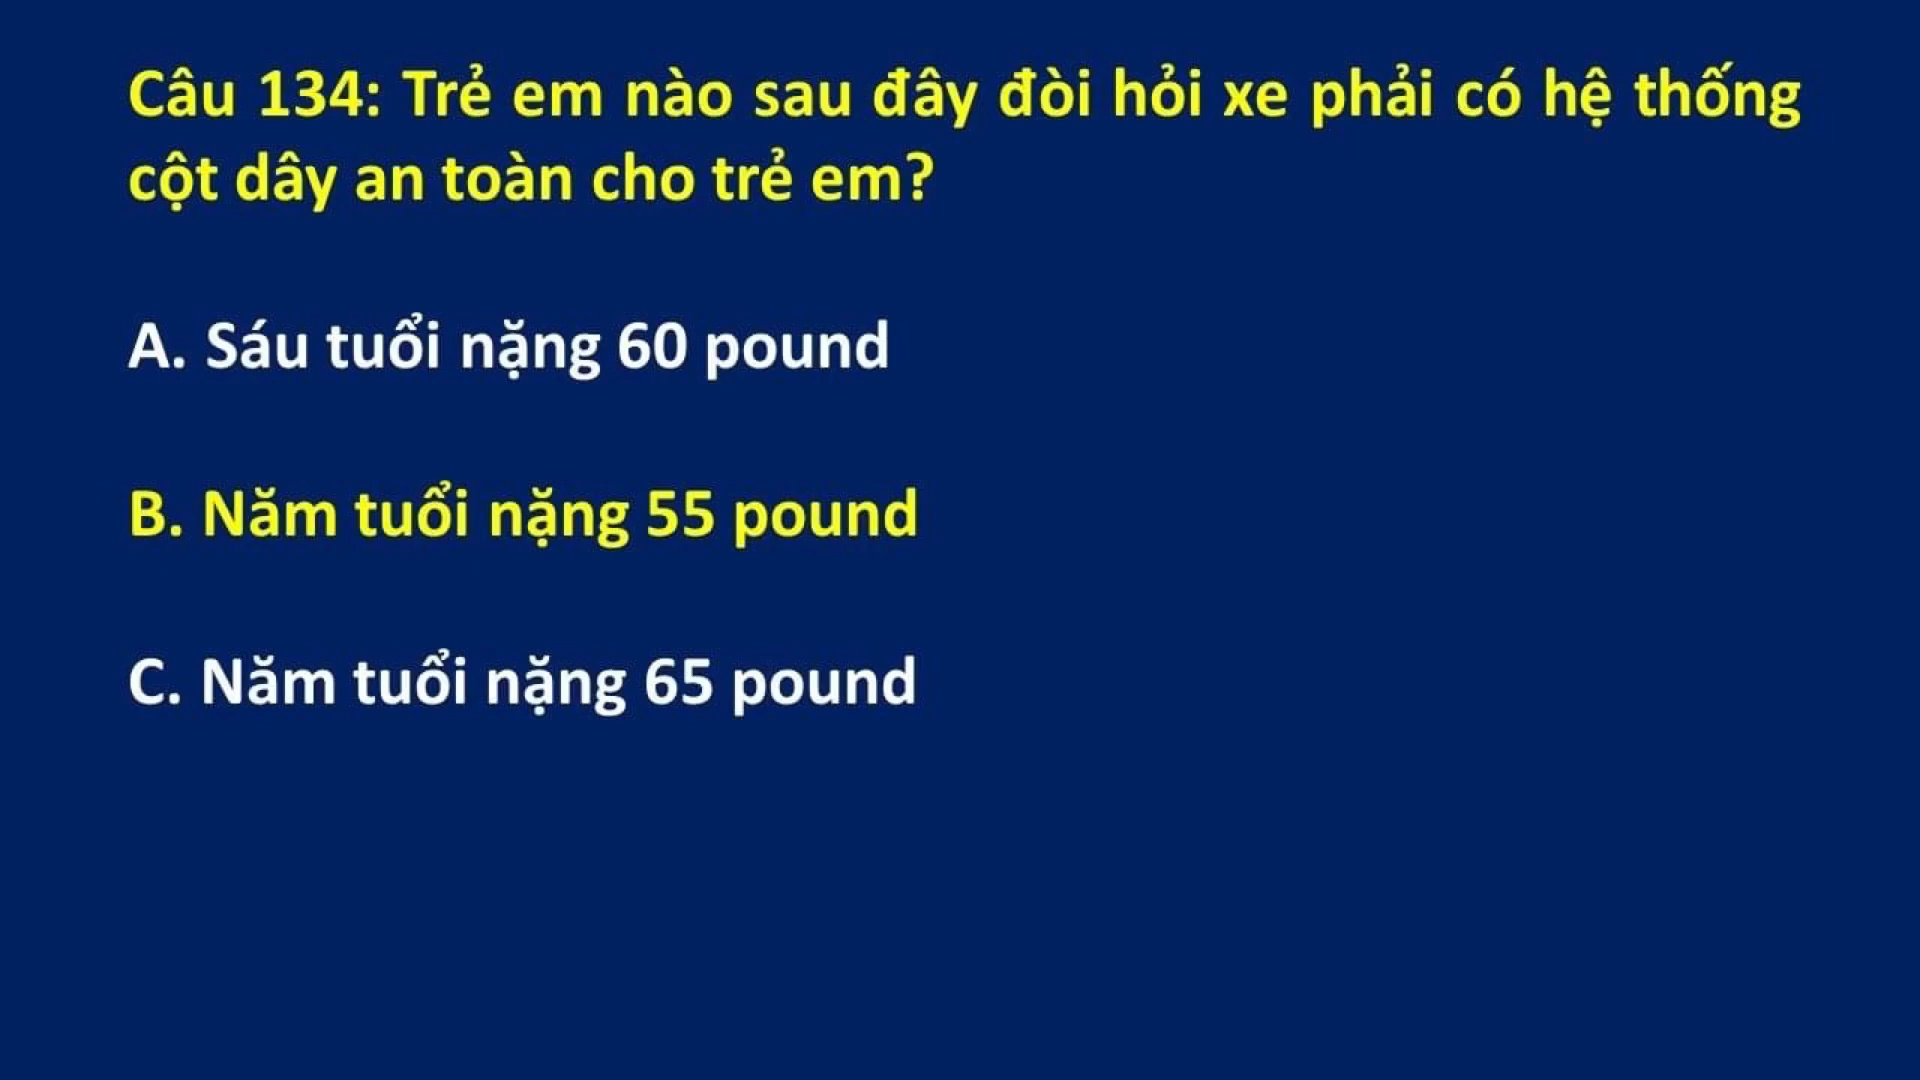 Câu 134: Trẻ em nào sau đây đòi hỏi xe phải có hệ thống
cột dây an toàn cho trẻ em?
A. Sáu tuổi nặng 60 pound
B. Năm tuổi nặng 55 pound
C. Năm tuổi nặng 65 pound